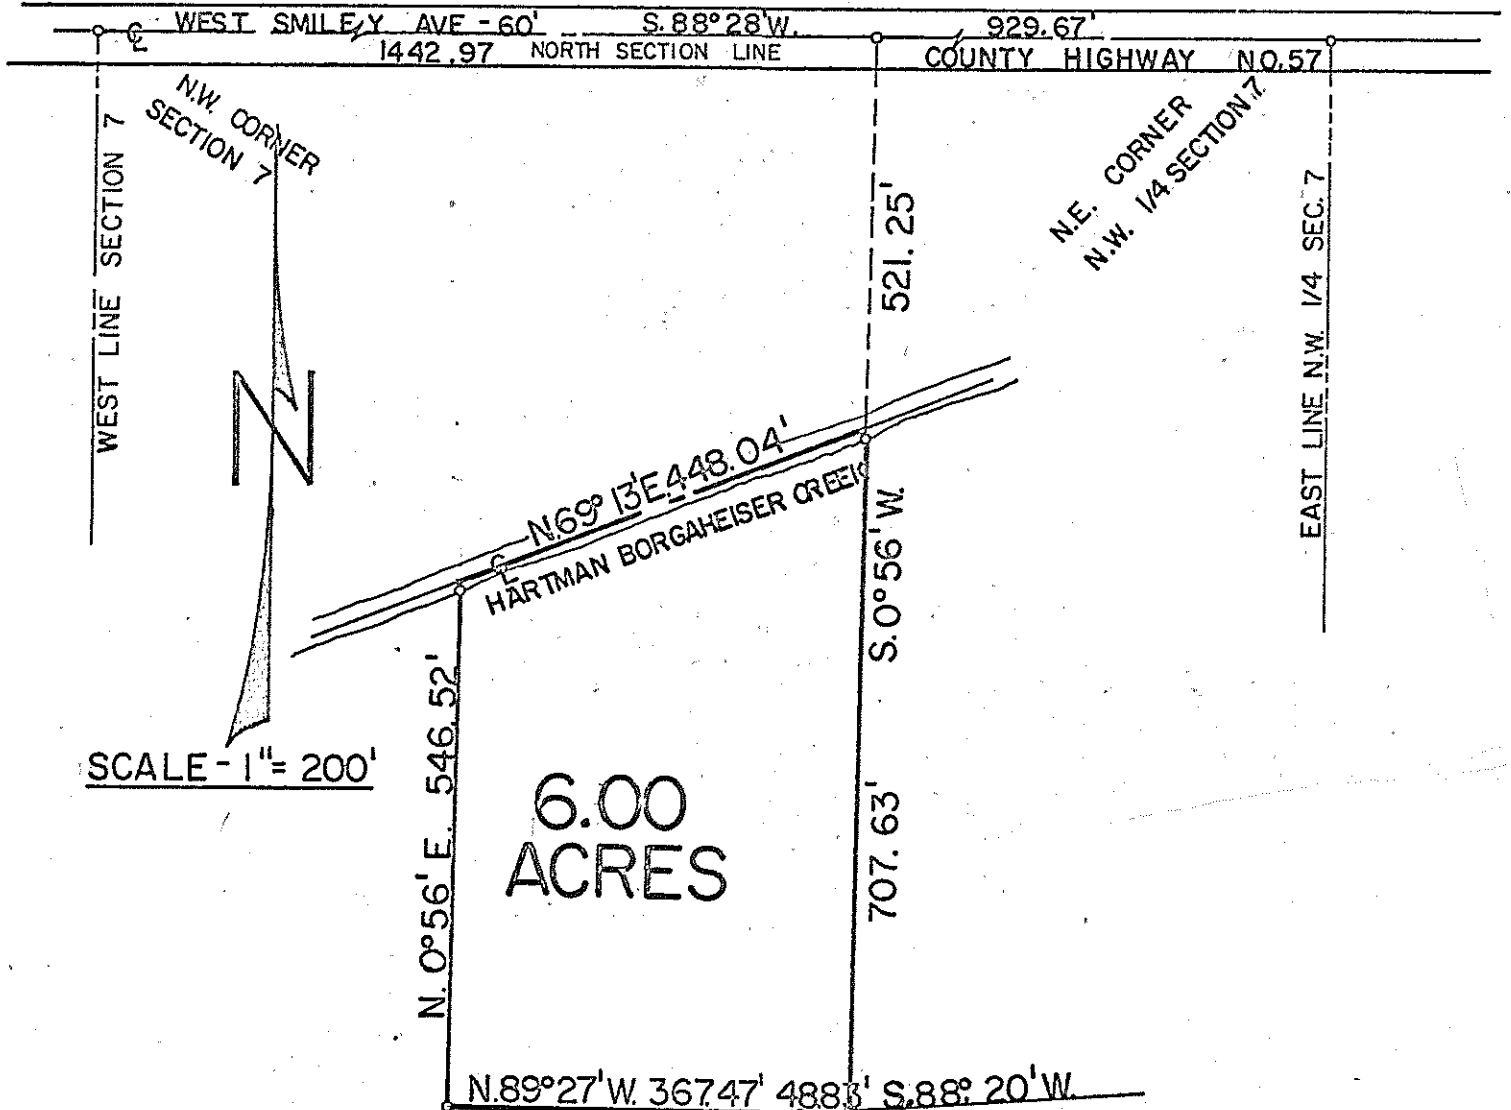 WEST SMILEY AVE - 60' S. 88° 28' W. 929.67'
1442.97 NORTH SECTION LINE COUNTY HIGHWAY NO. 57
N.W. CORNER
SECTION 7
WEST LINE SECTION 7
N.E. CORNER
N.W. 1/4 SECTION 7
EAST LINE N.W. 1/4 SEC. 7
521.25'
N
N. 69° 13' E. 448.04'
HARTMAN BORGAHEISER CREEK
S. 0° 56' W.
707.63'
N. 0° 56' E. 546.52'
SCALE - 1" = 200'
6.00
ACRES
N. 89° 27' W. 367.47' 48.83' S. 88° 20' W.